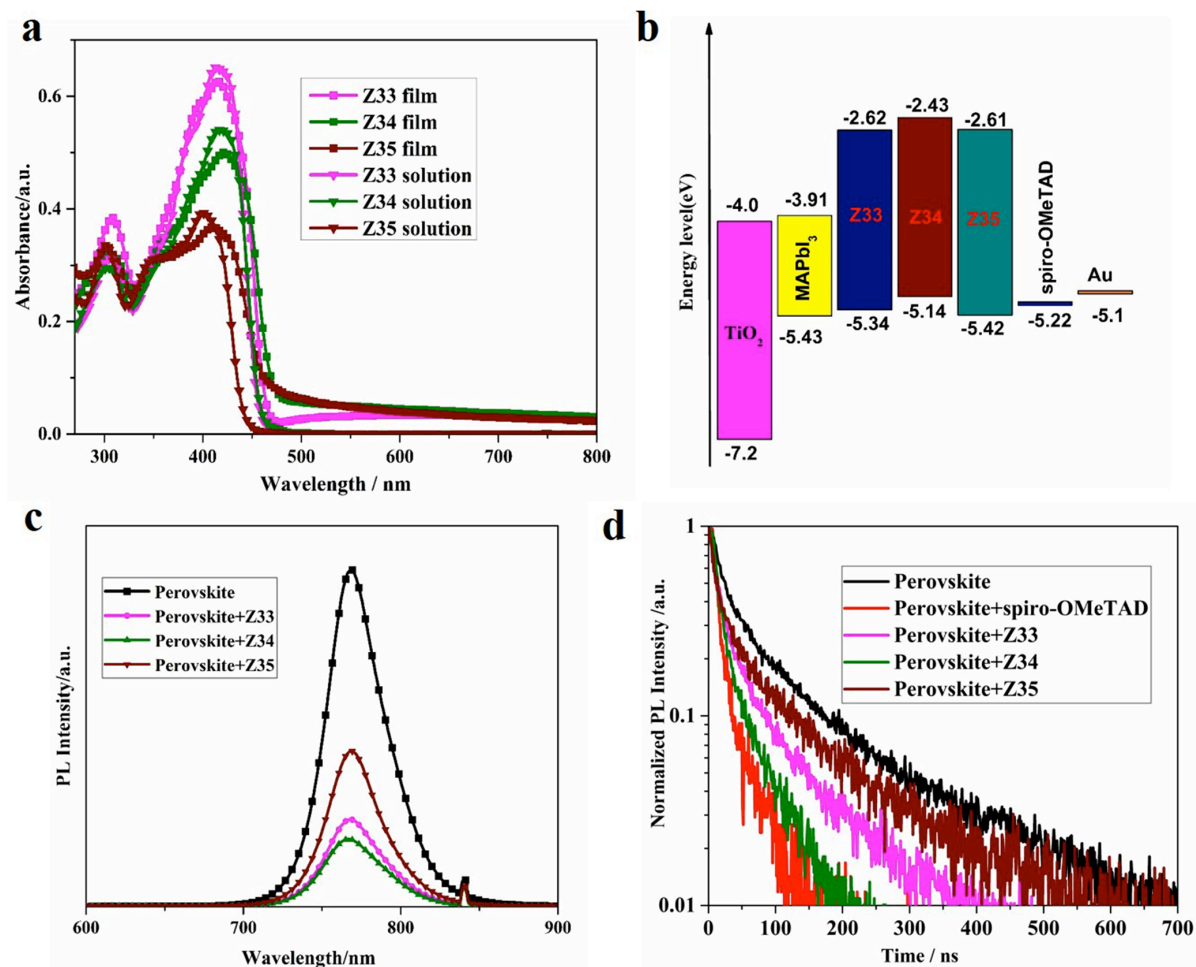 a
Absorbance/a.u.
0.6
0.4
0.2
0.0
300
400
500
600
700
800
Wavelength / nm
Z33 film
Z34 film
Z35 film
Z33 solution
Z34 solution
Z35 solution
b
Energy level(eV)
-4.0
TiO2
-7.2
-3.91
MAPbI3
-5.43
-2.62
Z33
-5.34
-2.43
Z34
-5.14
-2.61
Z35
-5.42
spiro-OMeTAD
-5.22
Au
-5.1
c
PL Intensity/a.u.
Perovskite
Perovskite+Z33
Perovskite+Z34
Perovskite+Z35
600
700
800
900
Wavelength/nm
d
Normalized PL Intensity /a.u.
1
0.1
0.01
Perovskite
Perovskite+spiro-OMeTAD
Perovskite+Z33
Perovskite+Z34
Perovskite+Z35
0
100
200
300
400
500
600
700
Time / ns